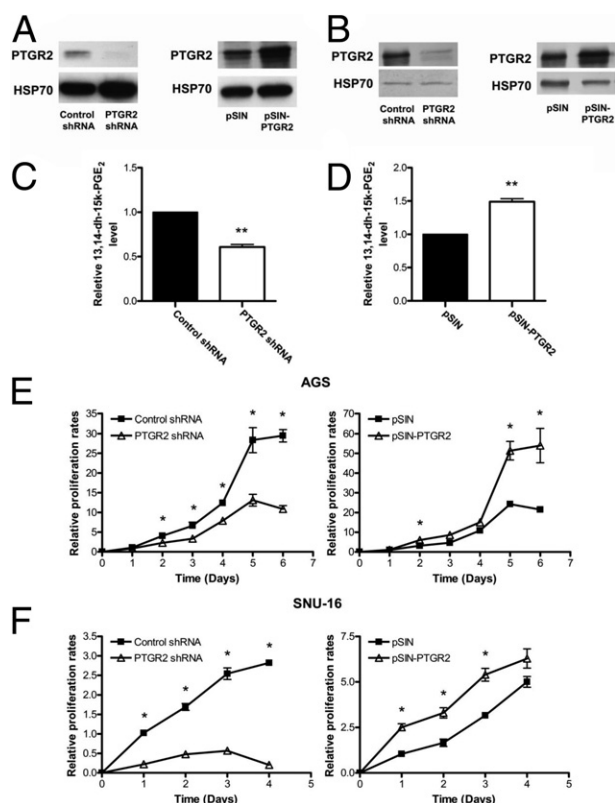 A
B
PTGR2
HSP70
Control shRNA
PTGR2 shRNA
pSIN
pSIN-PTGR2
PTGR2
HSP70
PTGR2
HSP70
Control shRNA
PTGR2 shRNA
pSIN
pSIN-PTGR2
PTGR2
HSP70
C
Reletive 13,14-dh-15k-PGE2 level
1.5
1.0
0.5
0.0
**
Control shRNA
PTGR2 shRNA
D
Reletive 13,14-dh-15k-PGE2 level
2.0
1.5
1.0
0.5
0.0
**
pSIN
pSIN-PTGR2
E
AGS
Relative proliferation rates
35
30
25
20
15
10
5
0
Control shRNA
PTGR2 shRNA
* * * * *
0 1 2 3 4 5 6 7
Time (Days)
Relative proliferation rates
70
60
50
40
30
20
10
0
pSIN
pSIN-PTGR2
* * *
0 1 2 3 4 5 6 7
Time (Days)
F
SNU-16
Relative proliferation rates
3.5
3.0
2.5
2.0
1.5
1.0
0.5
0.0
Control shRNA
PTGR2 shRNA
* * * *
0 1 2 3 4 5
Time (Days)
Relative proliferation rates
7.5
5.0
2.5
0.0
pSIN
pSIN-PTGR2
* * *
0 1 2 3 4 5
Time (Days)